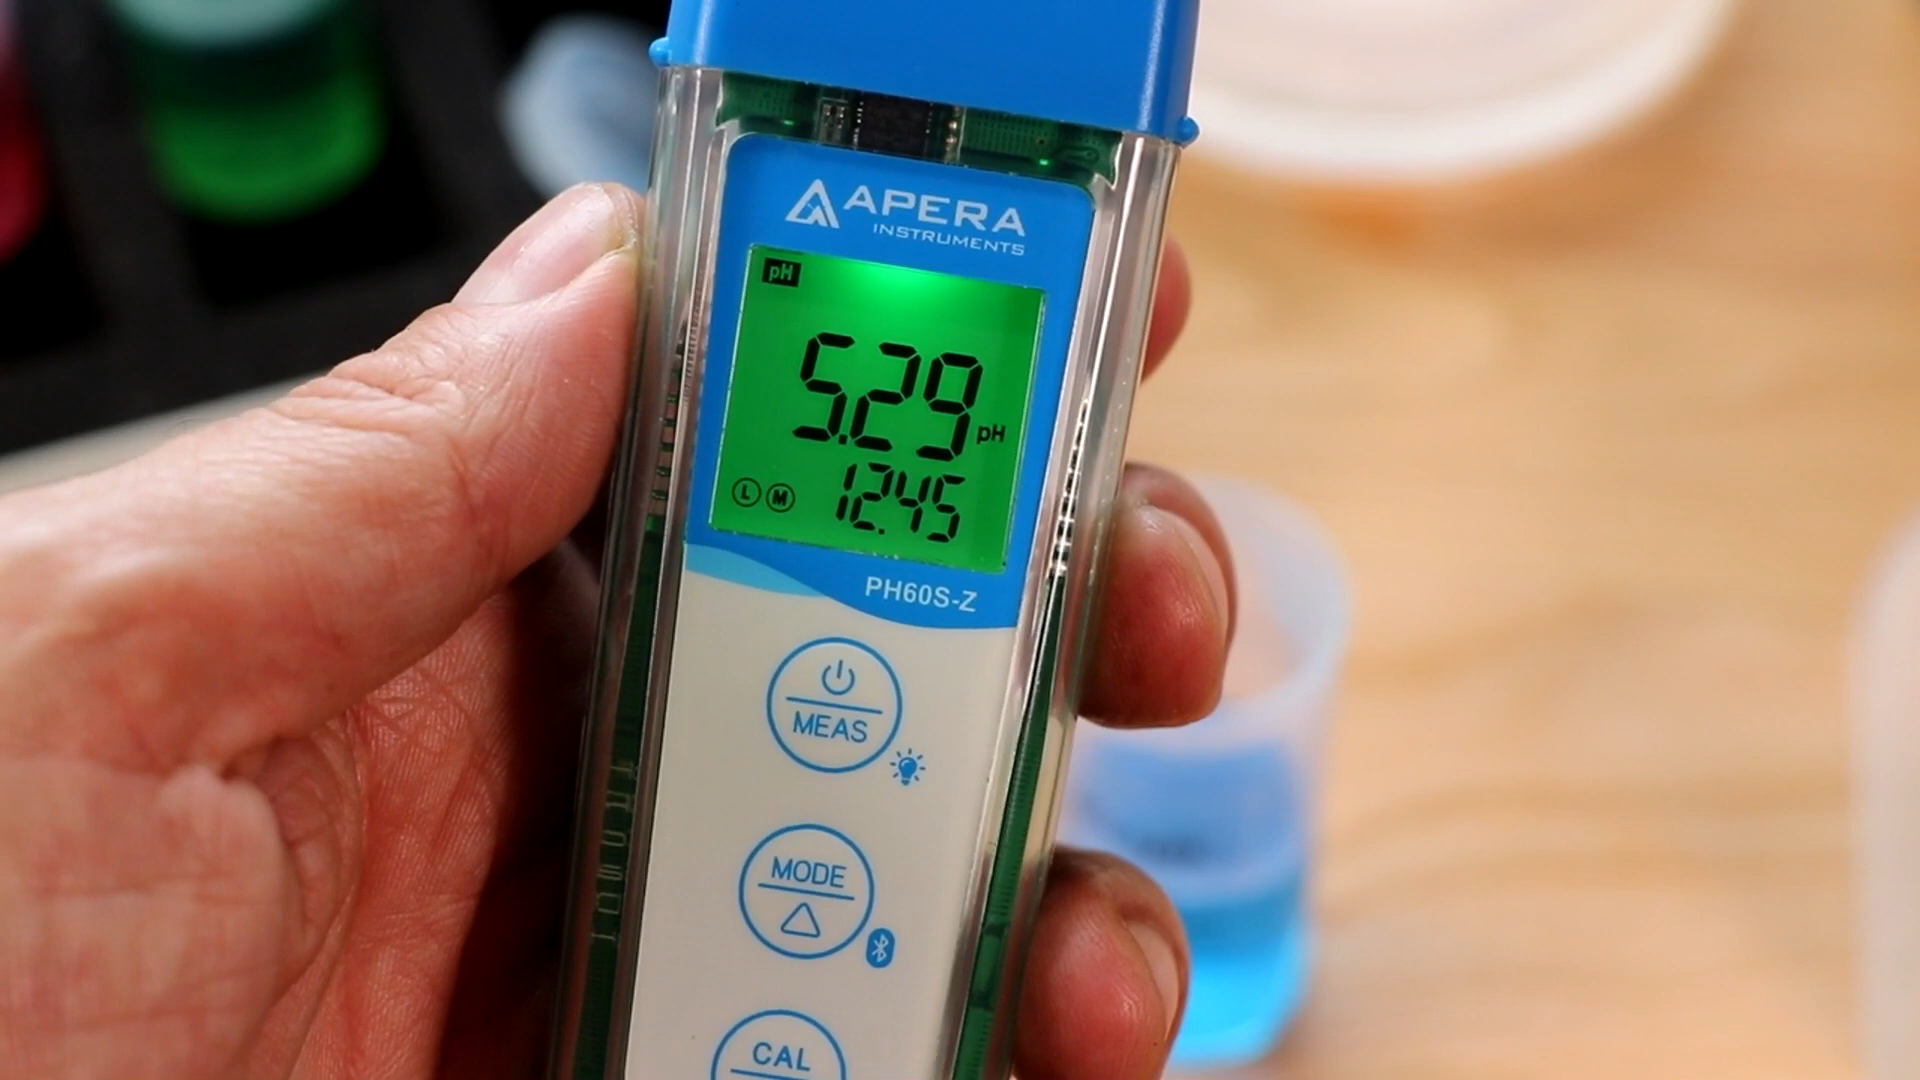 APERA
INSTRUMENTS
pH
5.29 pH
L M 12.45
PH60S-Z
MEAS
MODE
CAL